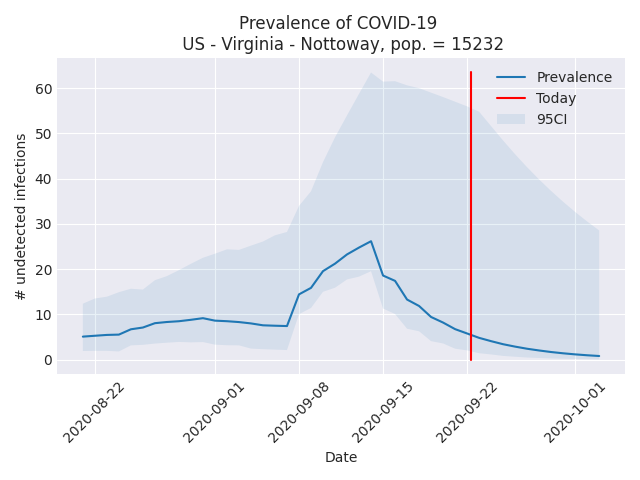 Prevalence of COVID-19
US - Virginia - Nottoway, pop. = 15232
Prevalence
Today
95CI
# undetected infections
60
50
40
30
20
10
0
2020-08-22
2020-09-01
2020-09-08
2020-09-15
2020-09-22
2020-10-01
Date